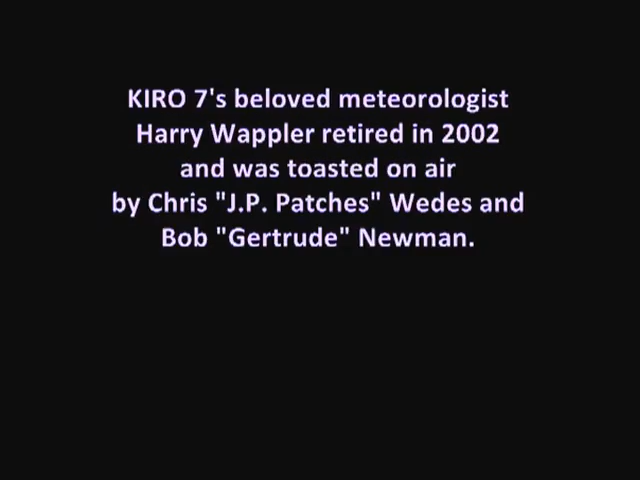 KIRO 7's beloved meteorologist
Harry Wappler retired in 2002
and was toasted on air
by Chris "J.P. Patches" Wedes and
Bob "Gertrude" Newman.